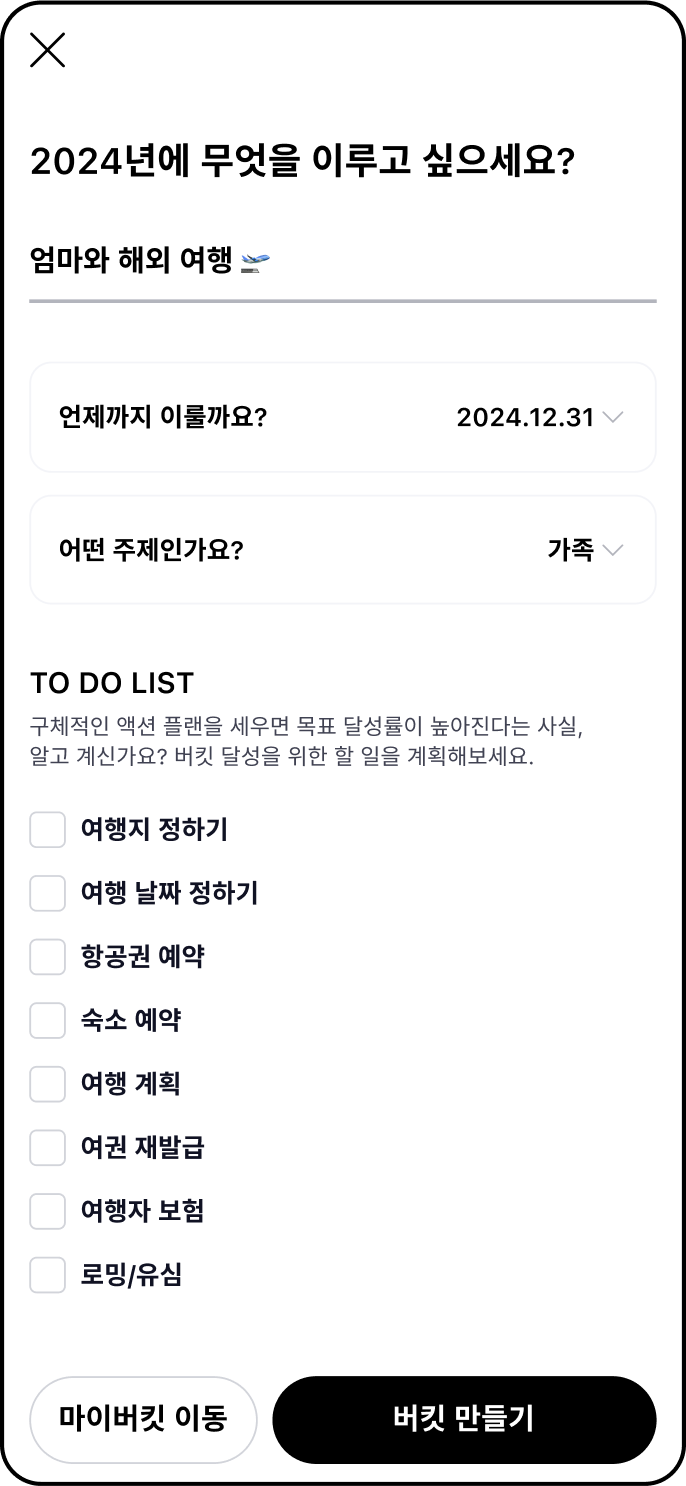 2024년에 무엇을 이루고 싶으세요?
엄마와 해외 여행 🛫
언제까지 이룰까요? 2024.12.31
어떤 주제인가요? 가족
TO DO LIST
구체적인 액션 플랜을 세우면 목표 달성률이 높아진다는 사실,
알고 계신가요? 버킷 달성을 위한 할 일을 계획해보세요.
여행지 정하기
여행 날짜 정하기
항공권 예약
숙소 예약
여행 계획
여권 재발급
여행자 보험
로밍/유심
마이버킷 이동 버킷 만들기